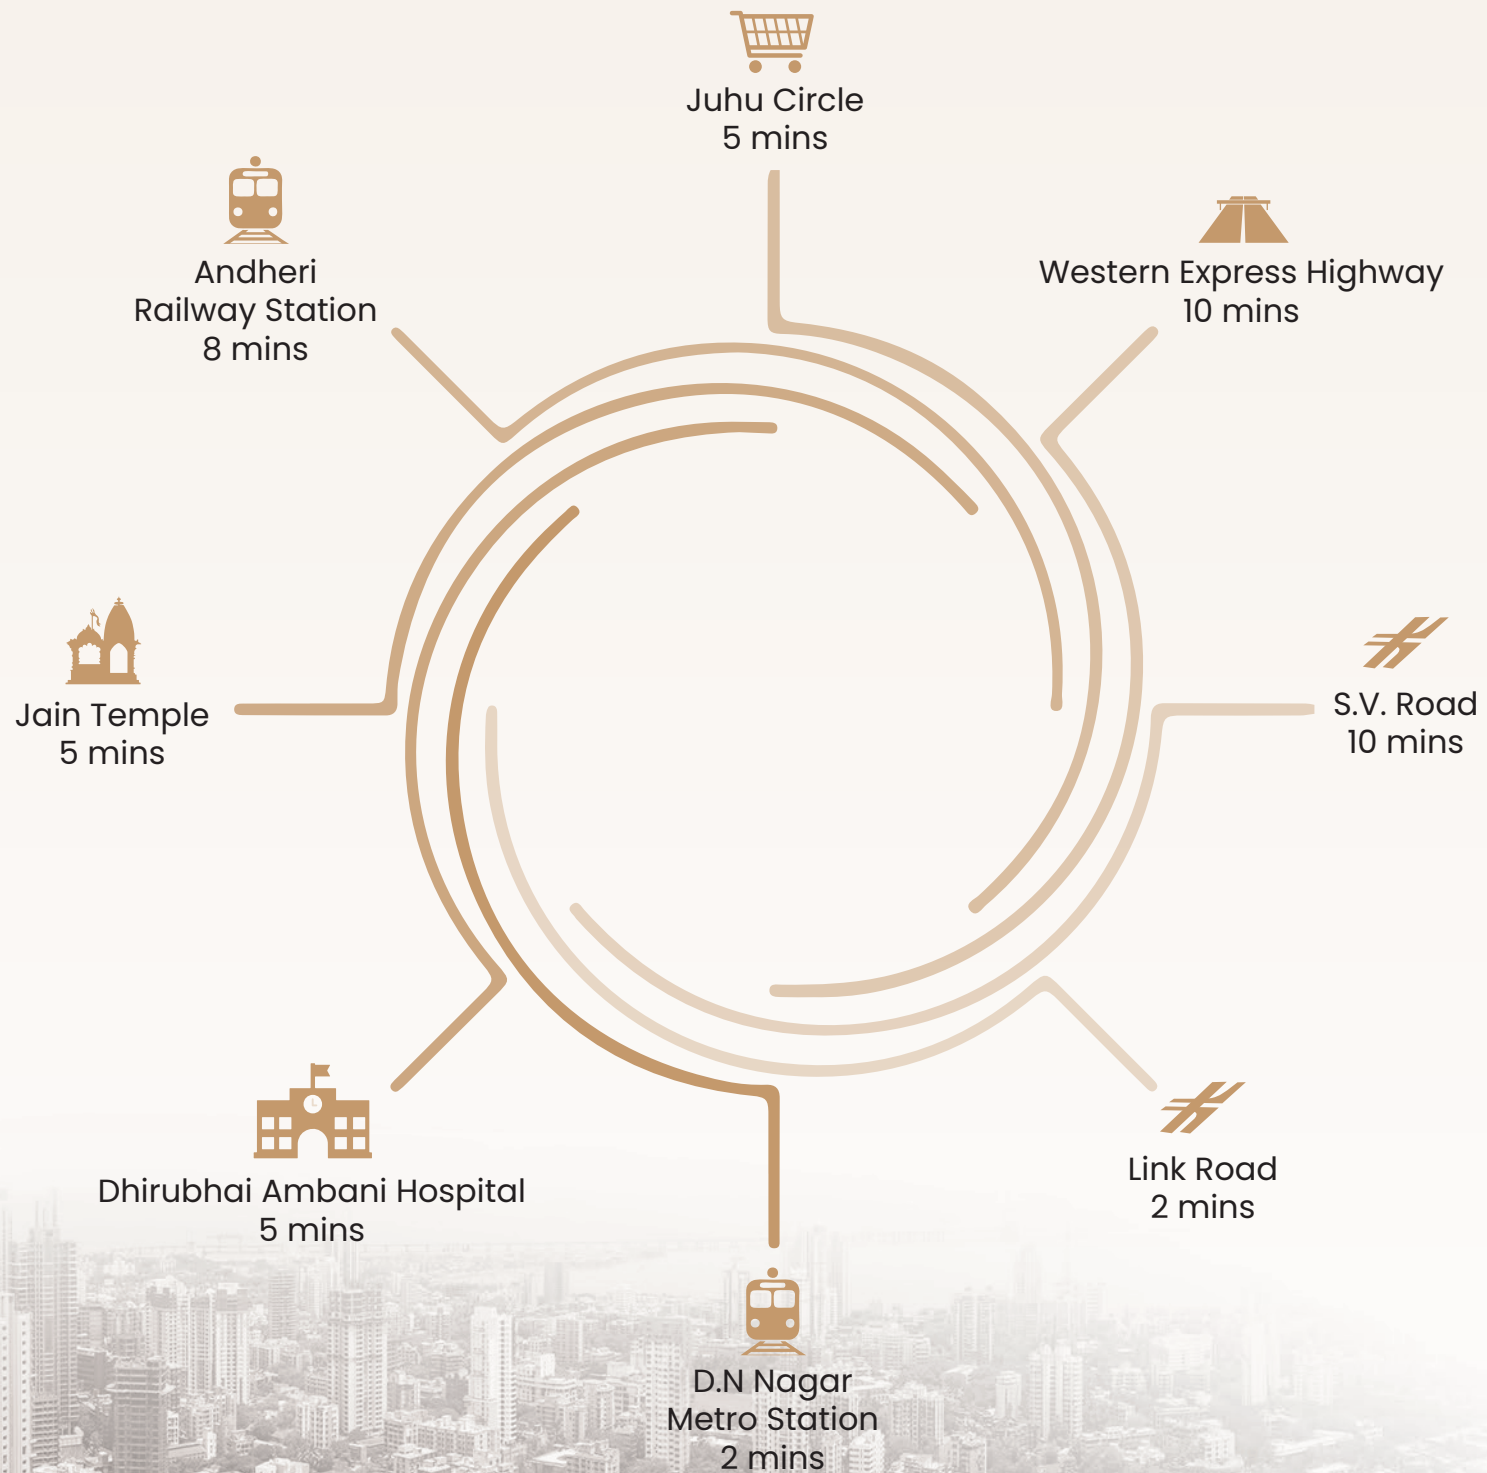 Juhu Circle
5 mins
Andheri
Railway Station
8 mins
Western Express Highway
10 mins
Jain Temple
5 mins
S.V. Road
10 mins
Dhirubhai Ambani Hospital
5 mins
Link Road
2 mins
D.N Nagar
Metro Station
2 mins